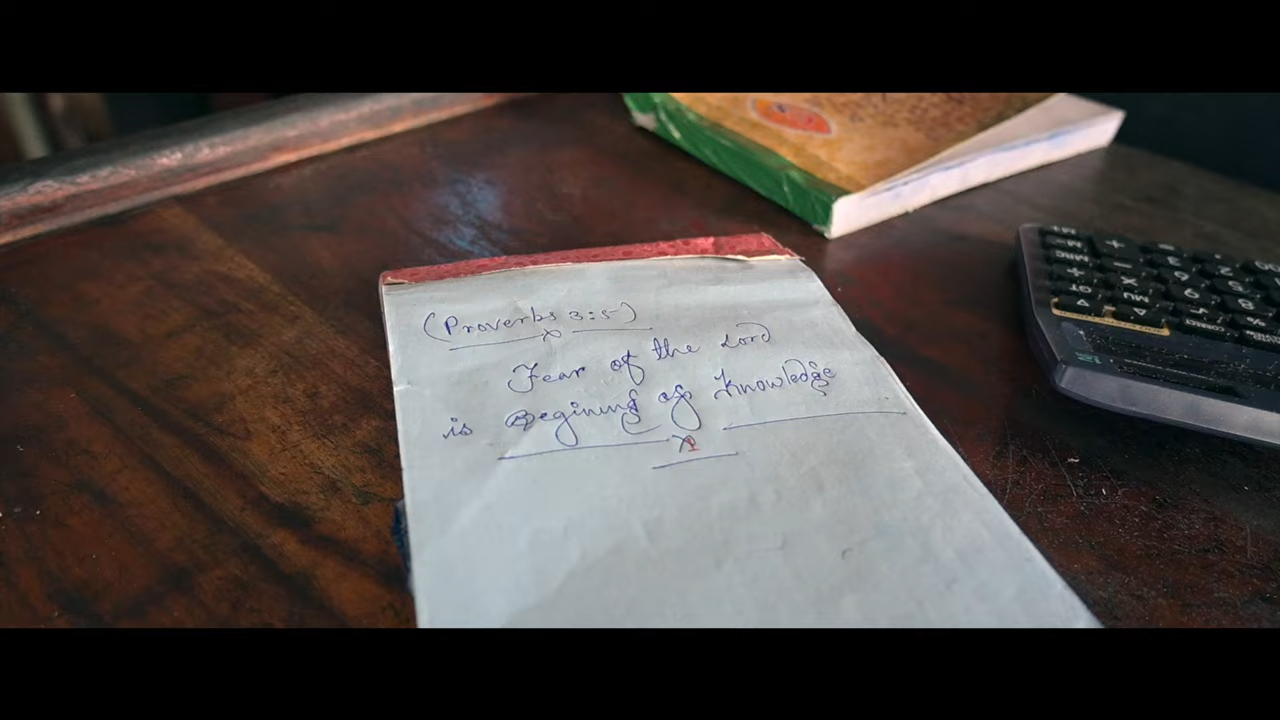 (Proverbs 3:5)
Fear of the Lord
is Begining of Knowledge